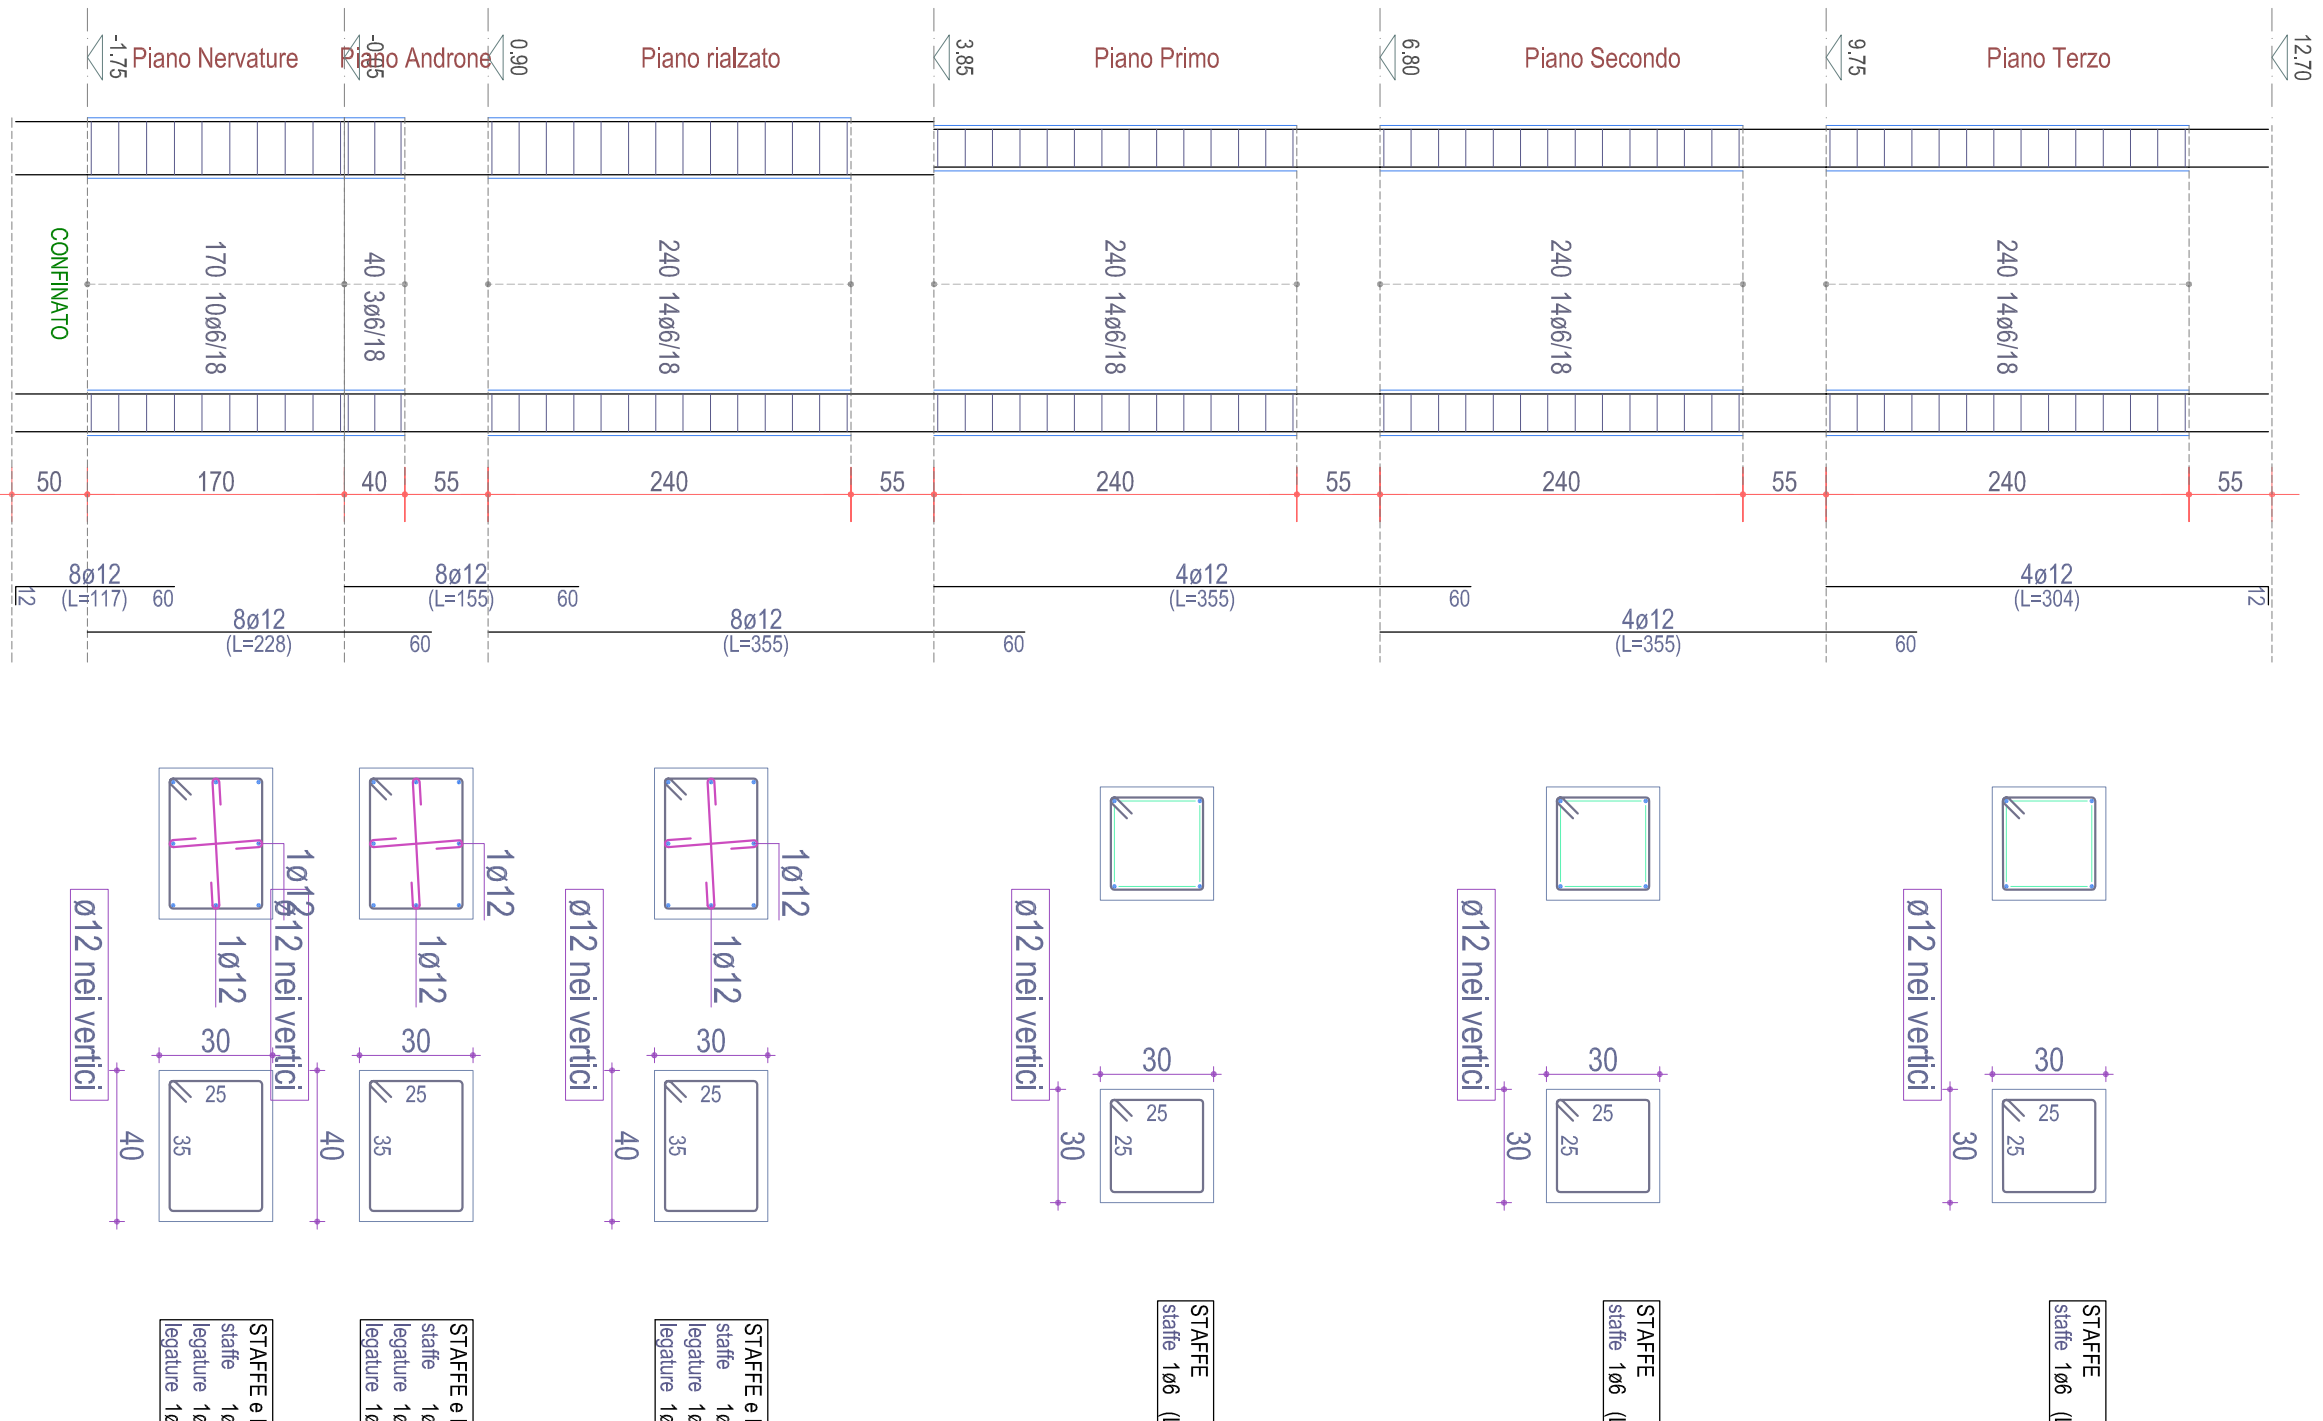 -1.75
Piano Nervature
Piano Androne
0.90
Piano rialzato
3.85
Piano Primo
6.80
Piano Secondo
9.75
Piano Terzo
12.70
CONFINATO
170 10ø6/18
40 3ø6/18
240 14ø6/18
240 14ø6/18
240 14ø6/18
240 14ø6/18
50
170
40
55
240
55
240
55
240
55
240
55
8ø12
(L=117)
60
12
8ø12
(L=155)
60
4ø12
(L=355)
60
4ø12
(L=304)
12
8ø12
(L=228)
60
8ø12
(L=355)
60
4ø12
(L=355)
60
1ø12
1ø12
ø12 nei vertici
1ø12
1ø12
ø12 nei vertici
1ø12
1ø12
ø12 nei vertici
ø12 nei vertici
ø12 nei vertici
ø12 nei vertici
30
25
35
40
30
25
35
40
30
25
35
40
30
25
25
30
30
25
25
30
30
25
25
30
STAFFE e
staffe
legature
legature
STAFFE e
staffe
legature
legature
STAFFE e
staffe
legature
legature
STAFFE
staffe 1ø6
STAFFE
staffe 1ø6
STAFFE
staffe 1ø6